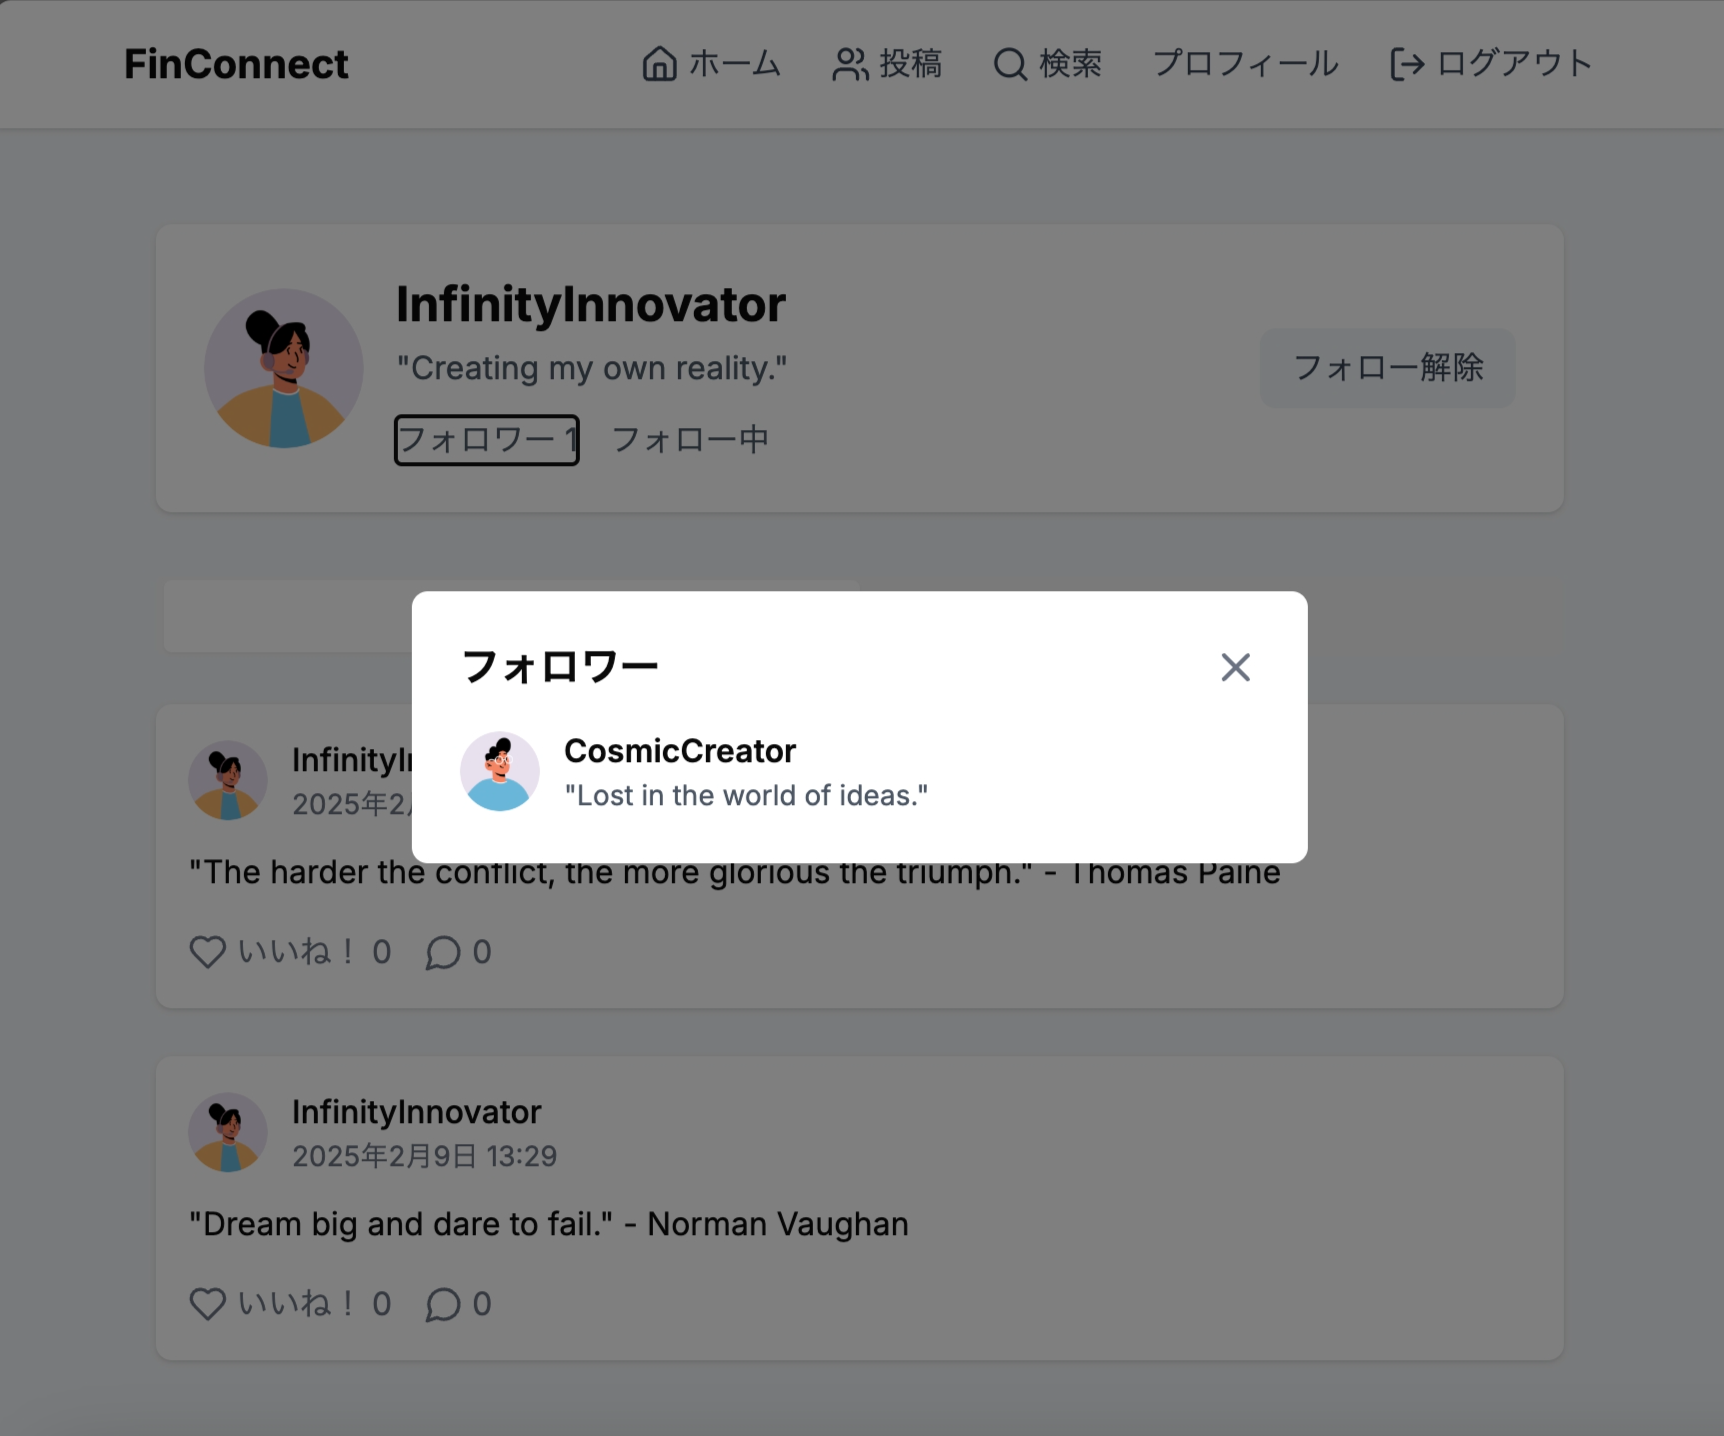 FinConnect
ホーム 投稿 検索 プロフィール ログアウト
InfinityInnovator
"Creating my own reality."
フォロワー 1 フォロー中
フォロー解除
フォロワー
CosmicCreator
"Lost in the world of ideas."
2025年2
"The harder the conflict, the more glorious the triumph." - Thomas Paine
いいね！ 0 0
InfinityInnovator
2025年2月9日 13:29
"Dream big and dare to fail." - Norman Vaughan
いいね！ 0 0